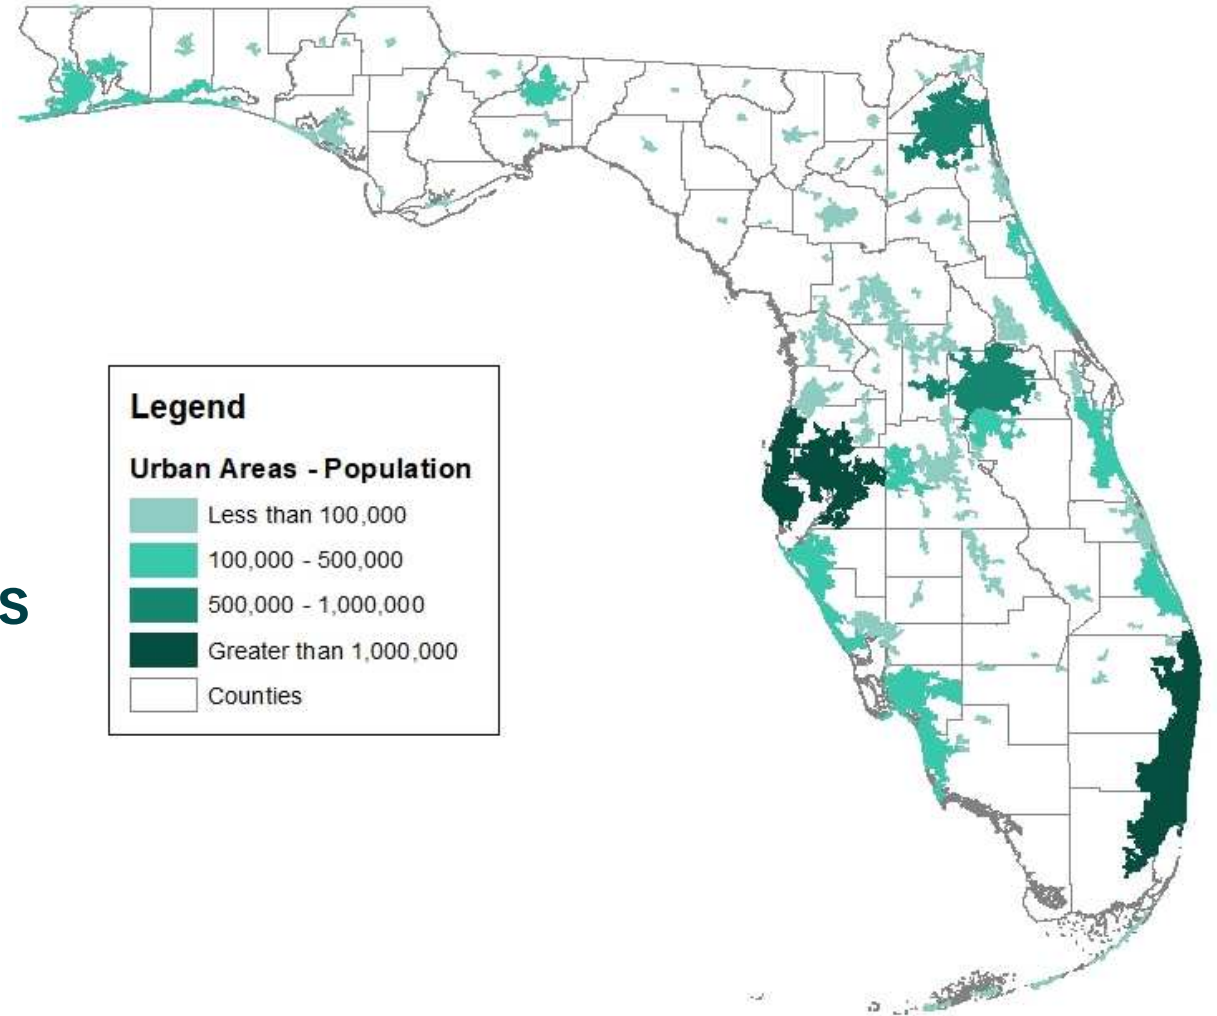 Legend
Urban Areas - Population
Less than 100,000
100,000 - 500,000
500,000 - 1,000,000
Greater than 1,000,000
Counties
s